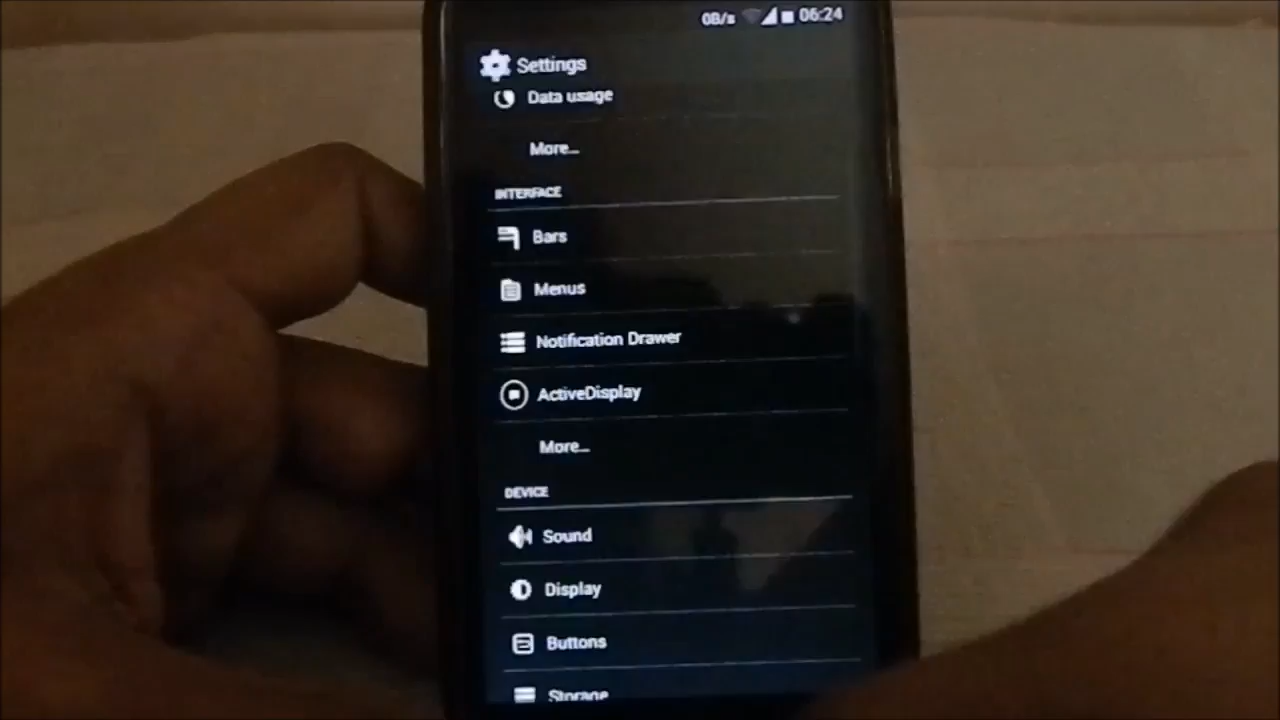 0B/s 06:24
Settings
Data usage
More...
INTERFACE
Bars
Menus
Notification Drawer
ActiveDisplay
More...
DEVICE
Sound
Display
Buttons
Storage